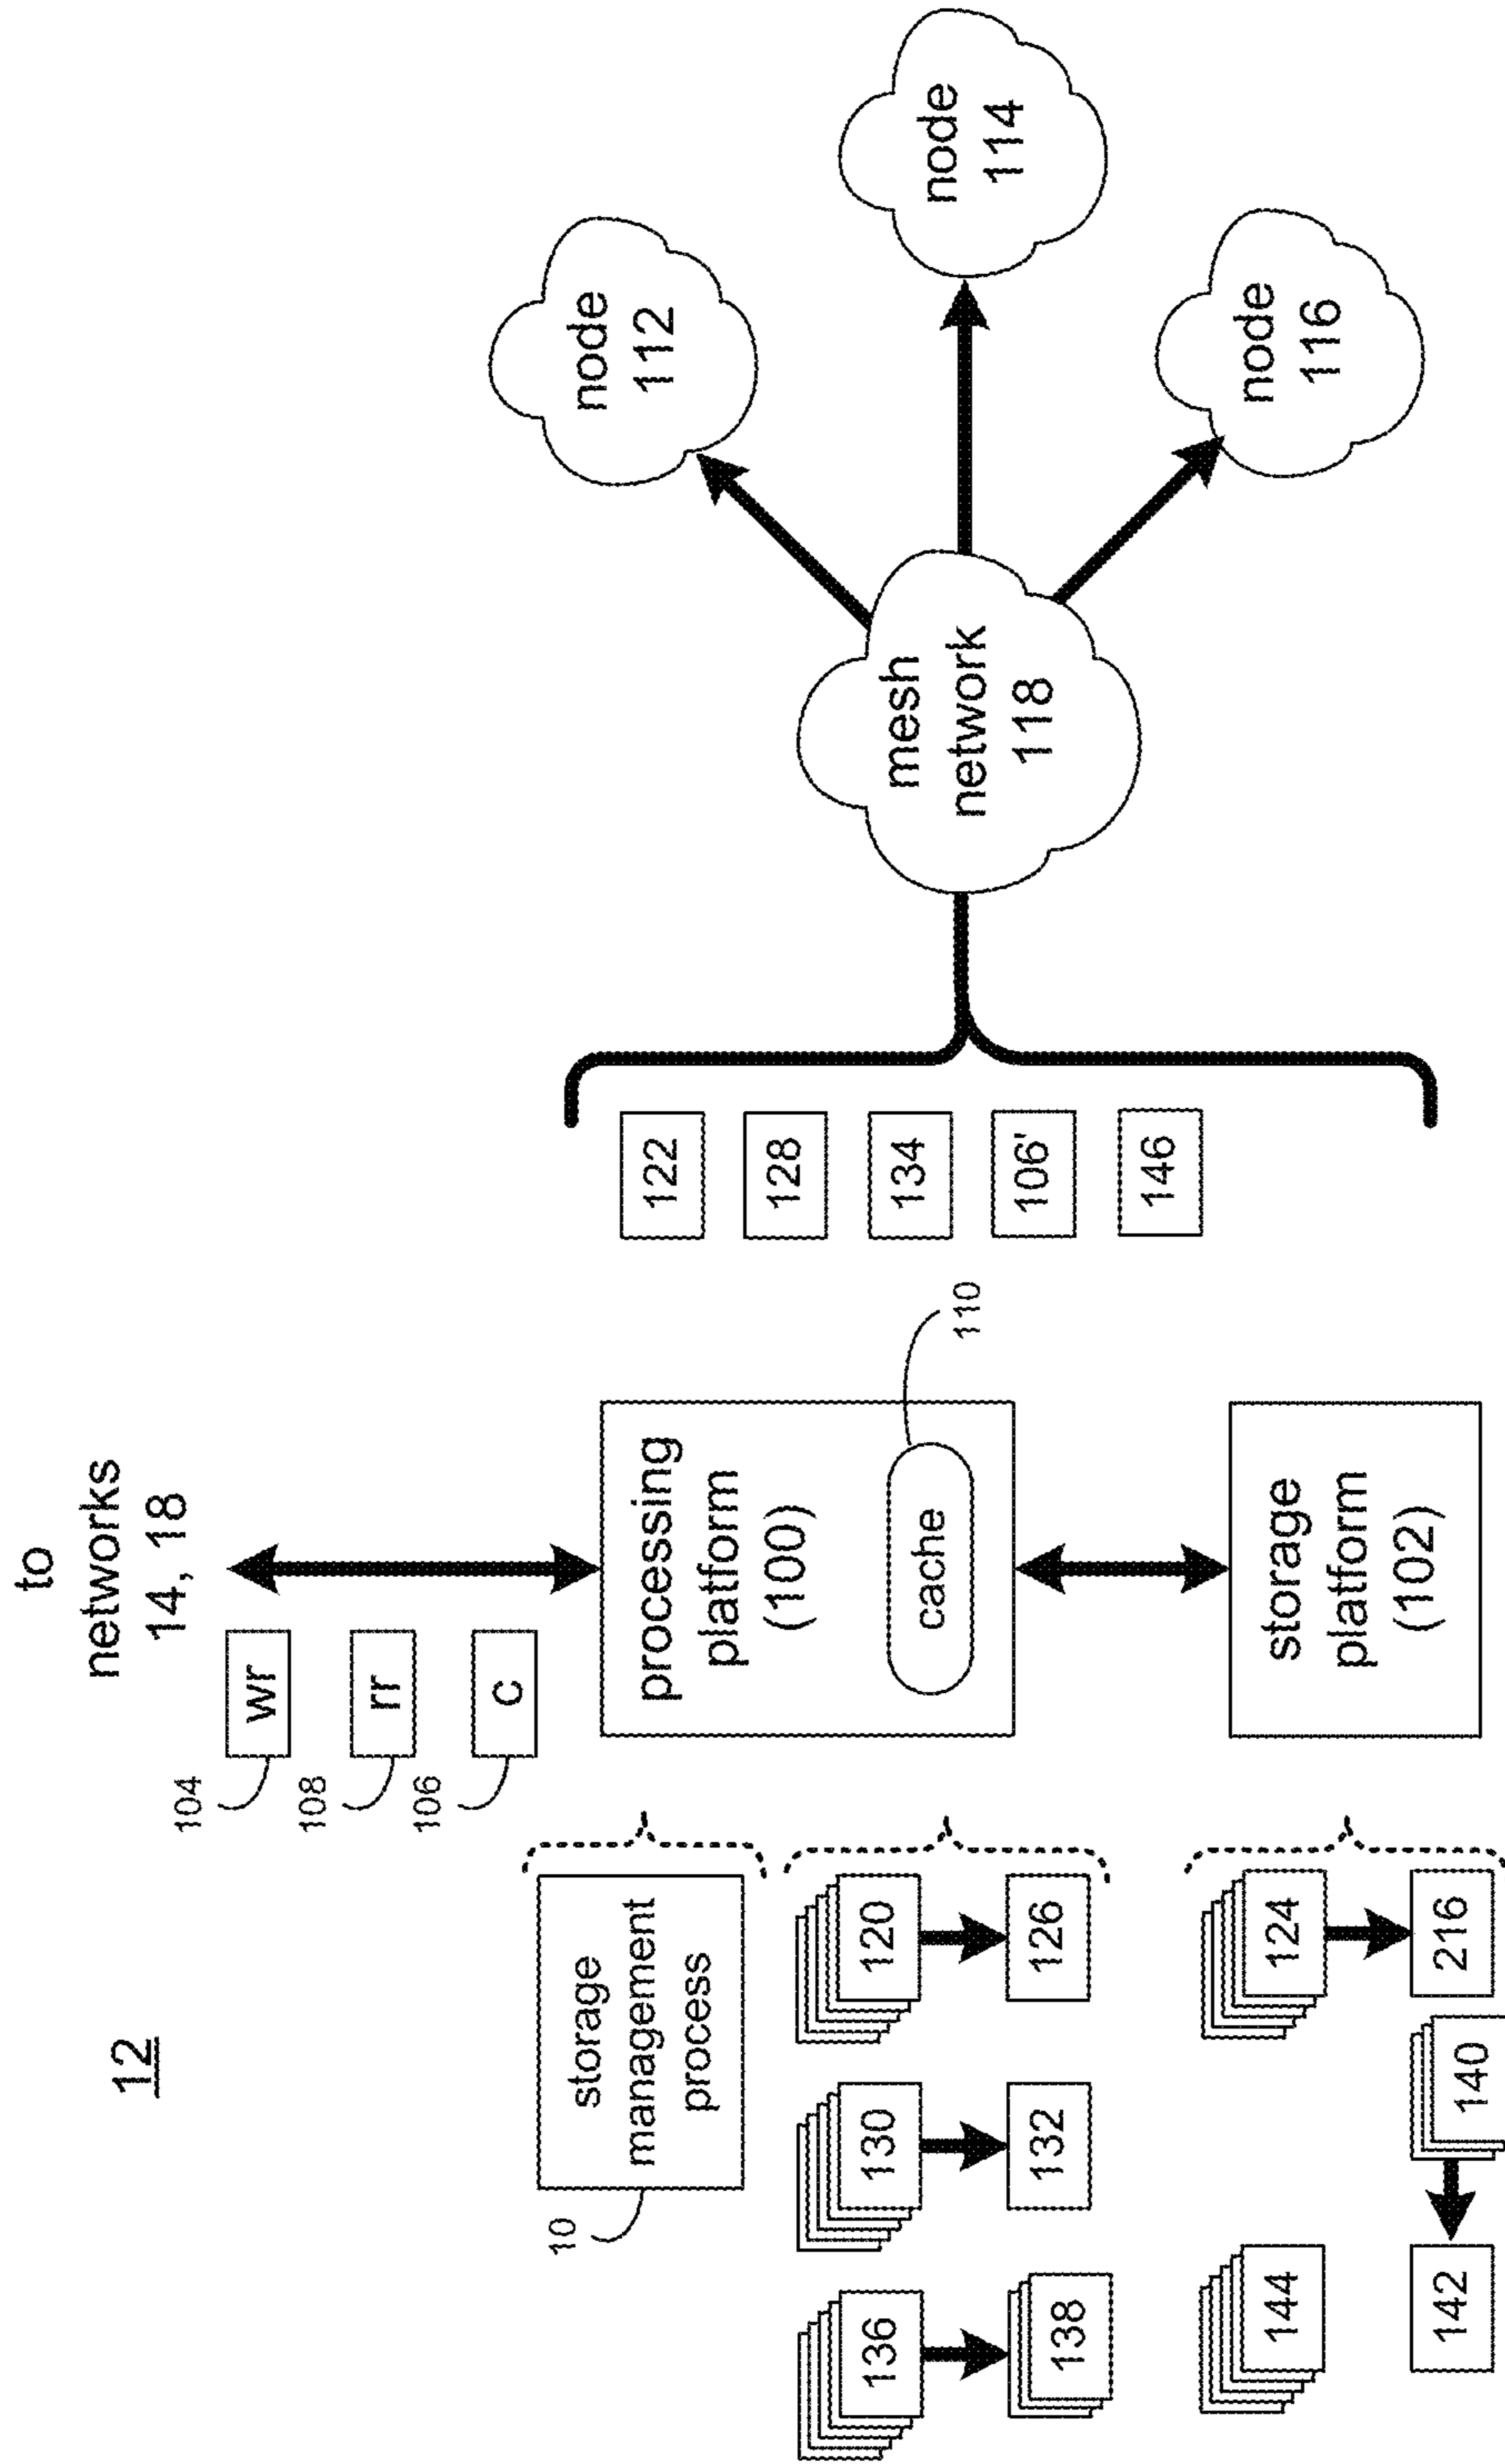 12
to
networks
14, 18
104
wr
108
rr
106
c
10
storage
management
process
processing
platform
(100)
cache
110
136
130
120
138
132
126
144
124
142
140
216
storage
platform
(102)
122
128
134
106'
146
mesh
network
118
node
112
node
114
node
116